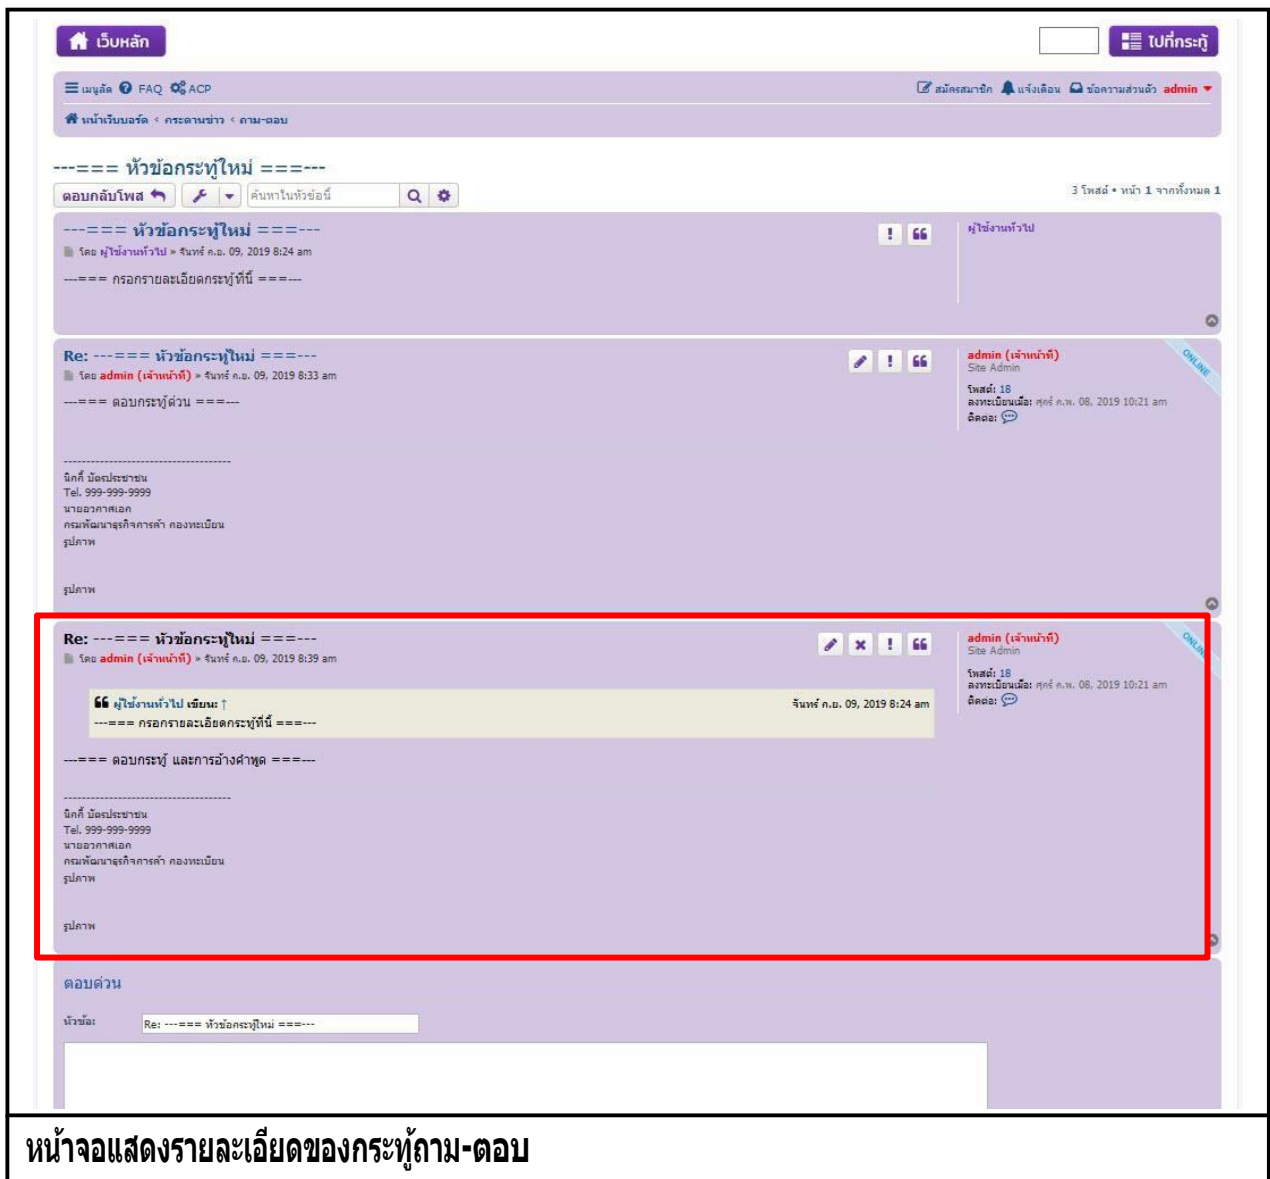 เว็บหลัก
ไปที่กระทู้
เมนูลัด FAQ ACP
สมัครสมาชิก แจ้งเตือน ข้อความส่วนตัว admin
หน้าเว็บบอร์ด ‹ กระดานข่าว ‹ ถาม-ตอบ
---=== หัวข้อกระทู้ใหม่ ===---
ตอบกลับโพส
ค้นหาในหัวข้อนี้
3 โพสต์ • หน้า 1 จากทั้งหมด 1
---=== หัวข้อกระทู้ใหม่ ===---
โดย ผู้ใช้งานทั่วไป » จันทร์ ก.ย. 09, 2019 8:24 am
---=== กรอกรายละเอียดกระทู้ที่นี้ ===---
ผู้ใช้งานทั่วไป
Re: ---=== หัวข้อกระทู้ใหม่ ===---
โดย admin (เจ้าหน้าที่) » จันทร์ ก.ย. 09, 2019 8:33 am
---=== ตอบกระทู้ด่วน ===---
admin (เจ้าหน้าที่)
Site Admin
โพสต์: 18
ลงทะเบียนเมื่อ: ศุกร์ ก.พ. 08, 2019 10:21 am
ติดต่อ:
ONLINE
-------------------------------------
นิกกี้ บัตรประชาชน
Tel. 999-999-9999
นายอวกาศเอก
กรมพัฒนาธุรกิจการค้า กองทะเบียน
รูปภาพ
รูปภาพ
Re: ---=== หัวข้อกระทู้ใหม่ ===---
โดย admin (เจ้าหน้าที่) » จันทร์ ก.ย. 09, 2019 8:39 am
ผู้ใช้งานทั่วไป เขียน: ↑
จันทร์ ก.ย. 09, 2019 8:24 am
---=== กรอกรายละเอียดกระทู้ที่นี้ ===---
---=== ตอบกระทู้ และการอ้างคำพูด ===---
admin (เจ้าหน้าที่)
Site Admin
โพสต์: 18
ลงทะเบียนเมื่อ: ศุกร์ ก.พ. 08, 2019 10:21 am
ติดต่อ:
ONLINE
-------------------------------------
นิกกี้ บัตรประชาชน
Tel. 999-999-9999
นายอวกาศเอก
กรมพัฒนาธุรกิจการค้า กองทะเบียน
รูปภาพ
รูปภาพ
ตอบด่วน
หัวข้อ:
Re: ---=== หัวข้อกระทู้ใหม่ ===---
หน้าจอแสดงรายละเอียดของกระทู้ถาม-ตอบ